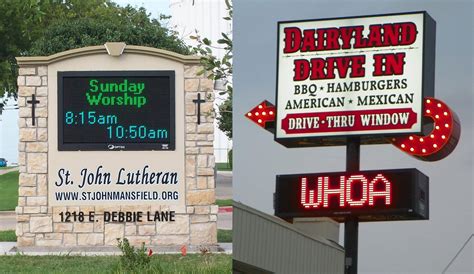 Sunday
Worship
8:15am
10:50am
St. John Lutheran
WWW.STJOHNMANSFIELD.ORG
1218 E. DEBBIE LANE
DAIRYLAND
DRIVE IN
BBQ • HAMBURGERS
AMERICAN • MEXICAN
DRIVE - THRU WINDOW
WHOA